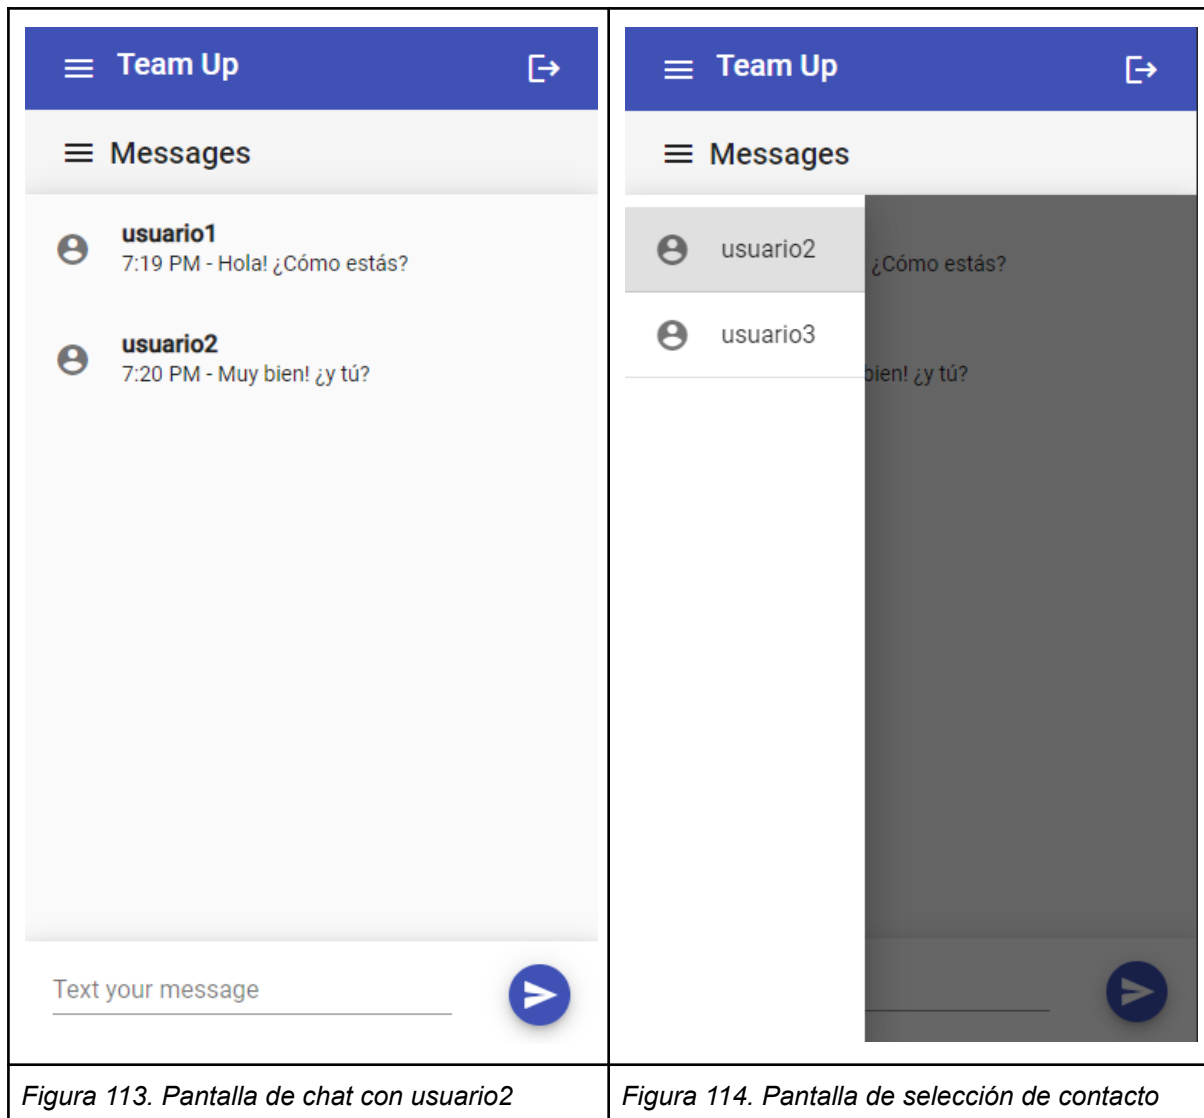 Team Up
Messages
usuario1
7:19 PM - Hola! ¿Cómo estás?
usuario2
7:20 PM - Muy bien! ¿y tú?
Text your message
Figura 113. Pantalla de chat con usuario2
Team Up
Messages
usuario2
¿Cómo estás?
usuario3
bien! ¿y tú?
Figura 114. Pantalla de selección de contacto